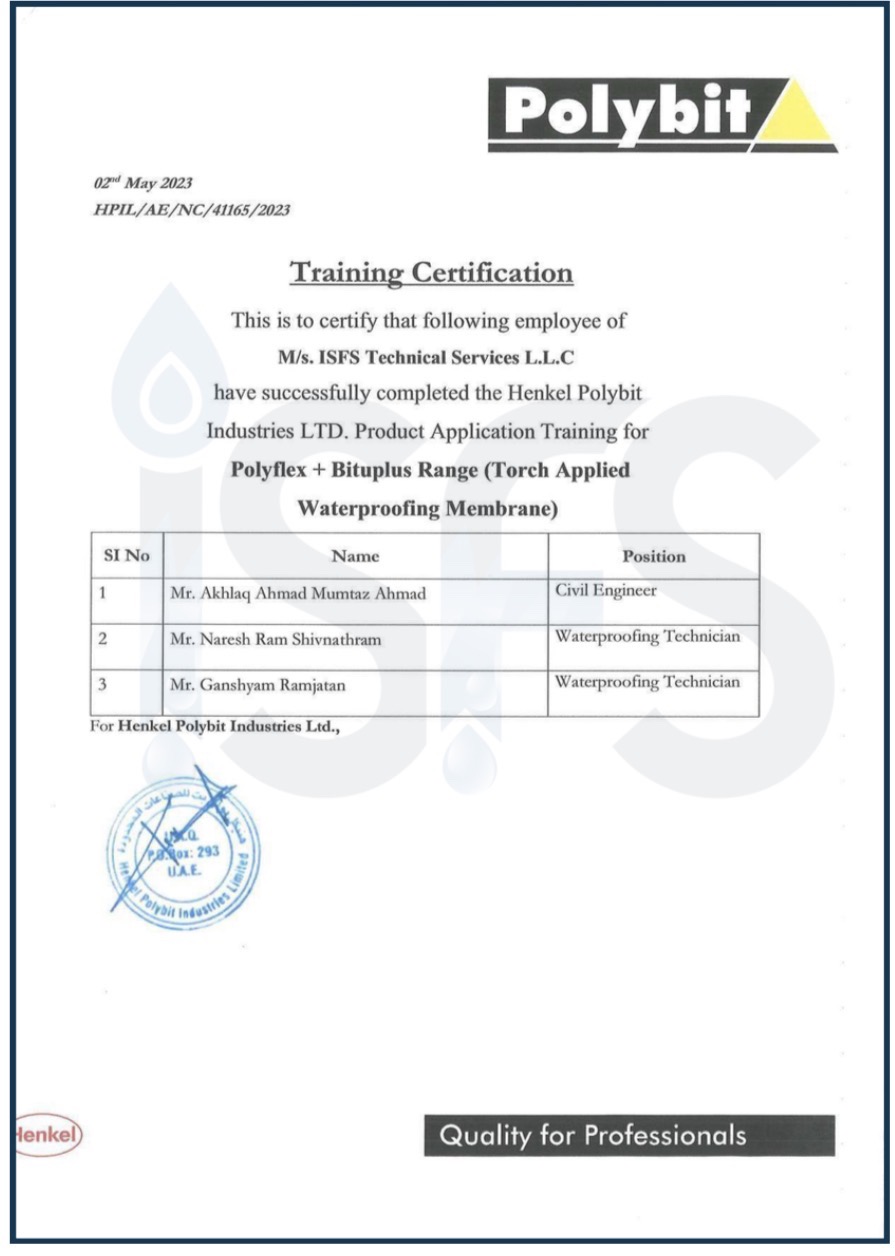 Polybit
02nd May 2023
HPIL/AE/NC/41165/2023
Training Certification
This is to certify that following employee of
M/s. ISFS Technical Services L.L.C
have successfully completed the Henkel Polybit
Industries LTD. Product Application Training for
Polyflex + Bituplus Range (Torch Applied
Waterproofing Membrane)
SI No Name Position
1 Mr. Akhlaq Ahmad Mumtaz Ahmad Civil Engineer
2 Mr. Naresh Ram Shivnathram Waterproofing Technician
3 Mr. Ganshyam Ramjatan Waterproofing Technician
For Henkel Polybit Industries Ltd.,
iSFS
U.A.Q.
P.O.Box: 293
U.A.E.
Henkel Polybit Industries Limited
Henkel
Quality for Professionals